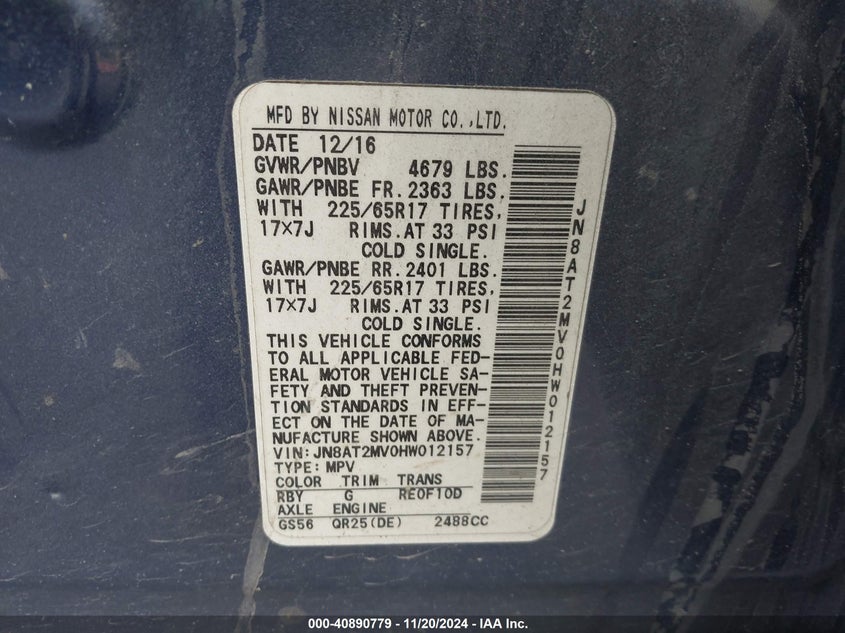 MFD BY NISSAN MOTOR CO.,LTD.
DATE 12/16
GVWR/PNBV 4679 LBS.
GAWR/PNBE FR.2363 LBS.
WITH 225/65R17 TIRES,
17×7J RIMS.AT 33 PSI
COLD SINGLE.
GAWR/PNBE RR.2401 LBS.
WITH 225/65R17 TIRES,
17×7J RIMS.AT 33 PSI
COLD SINGLE.
THIS VEHICLE CONFORMS
TO ALL APPLICABLE FED-
ERAL MOTOR VEHICLE SA-
FETY AND THEFT PREVEN-
TION STANDARDS IN EFF-
ECT ON THE DATE OF MA-
NUFACTURE SHOWN ABOVE.
VIN:JN8AT2MV0HW012157
TYPE:MPV
COLOR TRIM TRANS
RBY G RE0F10D
AXLE ENGINE
GS56 QR25(DE) 2488CC
JN8AT2MV0HW012157
000-40890779 - 11/20/2024 - IAA Inc.